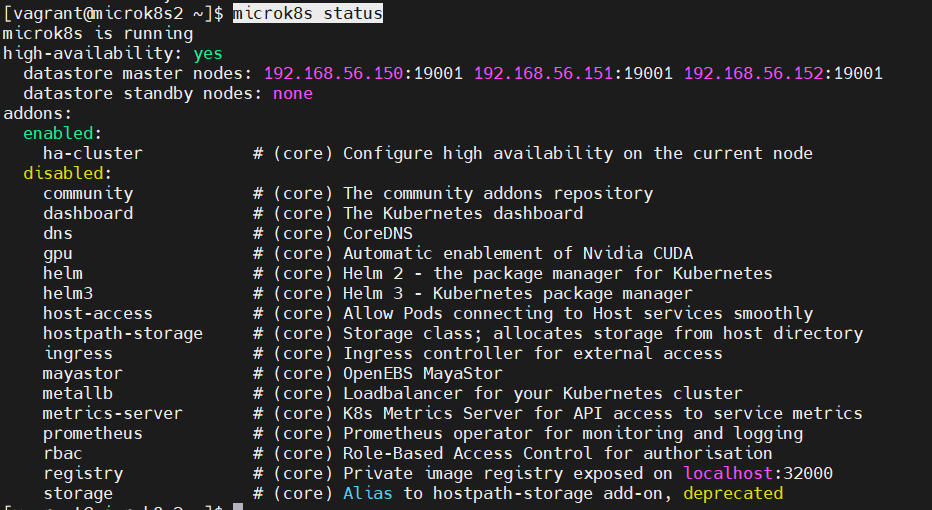 [vagrant@microk8s2 ~]$ microk8s status
microk8s is running
high-availability: yes
  datastore master nodes: 192.168.56.150:19001 192.168.56.151:19001 192.168.56.152:19001
  datastore standby nodes: none
addons:
  enabled:
    ha-cluster           # (core) Configure high availability on the current node
  disabled:
    community            # (core) The community addons repository
    dashboard            # (core) The Kubernetes dashboard
    dns                  # (core) CoreDNS
    gpu                  # (core) Automatic enablement of Nvidia CUDA
    helm                 # (core) Helm 2 - the package manager for Kubernetes
    helm3                # (core) Helm 3 - Kubernetes package manager
    host-access          # (core) Allow Pods connecting to Host services smoothly
    hostpath-storage     # (core) Storage class; allocates storage from host directory
    ingress              # (core) Ingress controller for external access
    mayastor             # (core) OpenEBS MayaStor
    metallb              # (core) Loadbalancer for your Kubernetes cluster
    metrics-server       # (core) K8s Metrics Server for API access to service metrics
    prometheus           # (core) Prometheus operator for monitoring and logging
    rbac                 # (core) Role-Based Access Control for authorisation
    registry             # (core) Private image registry exposed on localhost:32000
    storage              # (core) Alias to hostpath-storage add-on, deprecated